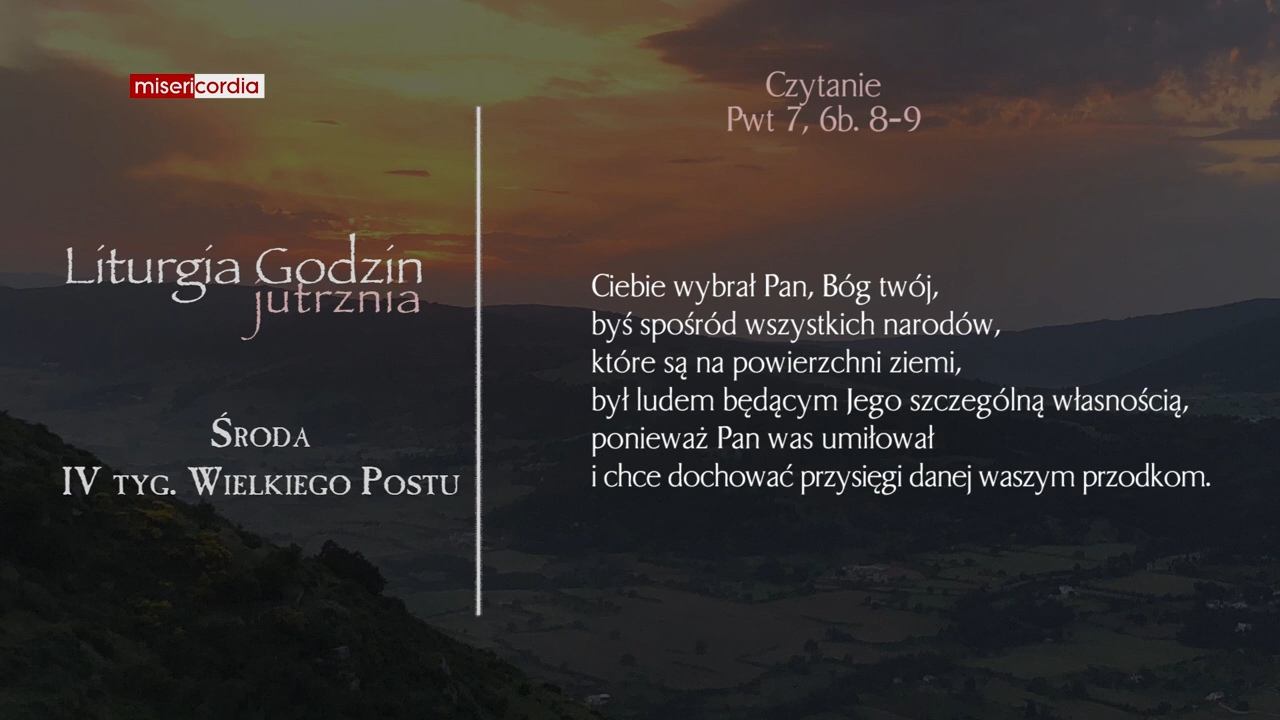 misericordia
Liturgia Godzin
jutrznia
Środa
IV tyg. Wielkiego Postu
Czytanie
Pwt 7, 6b. 8-9
Ciebie wybrał Pan, Bóg twój,
byś spośród wszystkich narodów,
które są na powierzchni ziemi,
był ludem będącym Jego szczególną własnością,
ponieważ Pan was umiłował
i chce dochować przysięgi danej waszym przodkom.